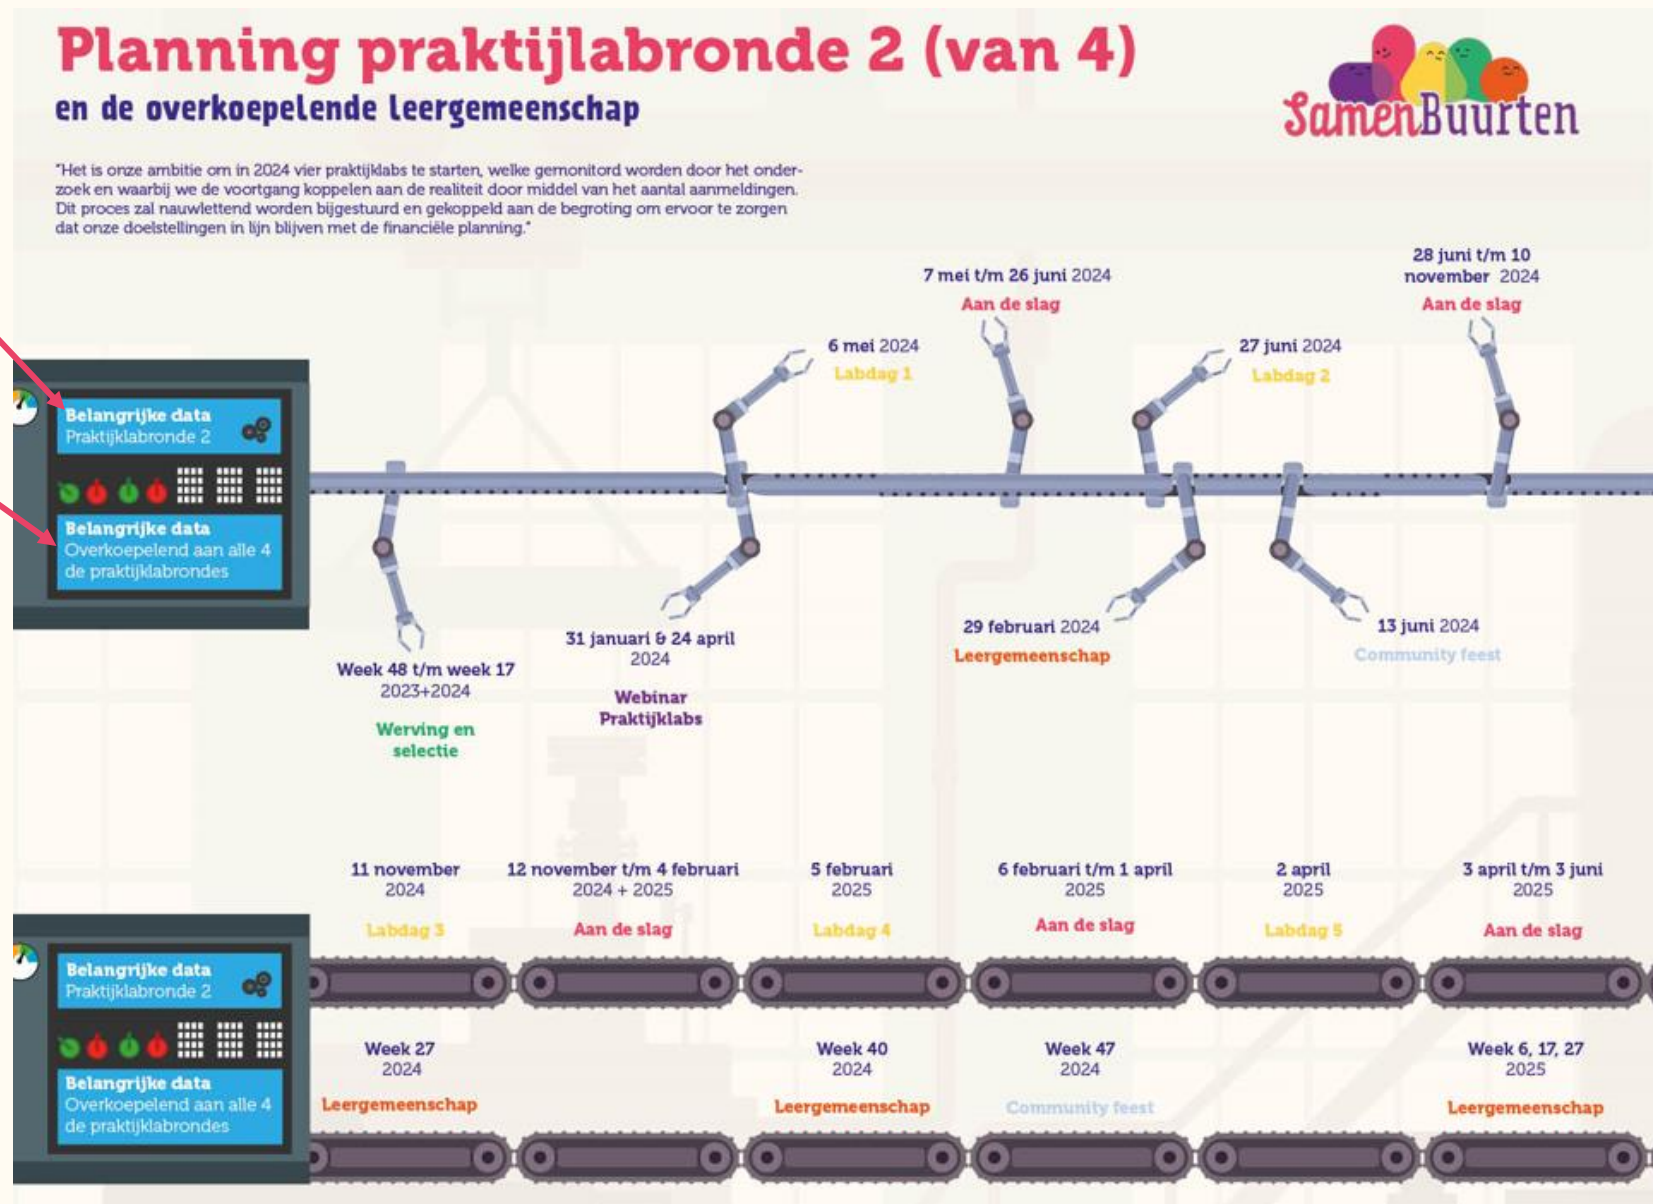 Planning praktijlabronde 2 (van 4)
en de overkoepelende leergemeenschap
SamenBuurten
"Het is onze ambitie om in 2024 vier praktijklabs te starten, welke gemonitord worden door het onder-
zoek en waarbij we de voortgang koppelen aan de realiteit door middel van het aantal aanmeldingen.
Dit proces zal nauwlettend worden bijgestuurd en gekoppeld aan de begroting om ervoor te zorgen
dat onze doelstellingen in lijn blijven met de financiële planning."
6 mei 2024
Labdag 1
7 mei t/m 26 juni 2024
Aan de slag
27 juni 2024
Labdag 2
28 juni t/m 10
november 2024
Aan de slag
Belangrijke data
Praktijklabronde 2
Belangrijke data
Overkoepelend aan alle 4
de praktijklabrondes
Week 48 t/m week 17
2023+2024
Werving en
selectie
31 januari & 24 april
2024
Webinar
Praktijklabs
29 februari 2024
Leergemeenschap
13 juni 2024
Community feest
11 november
2024
Labdag 3
12 november t/m 4 februari
2024 + 2025
Aan de slag
5 februari
2025
Labdag 4
6 februari t/m 1 april
2025
Aan de slag
2 april
2025
Labdag 5
3 april t/m 3 juni
2025
Aan de slag
Belangrijke data
Praktijklabronde 2
Belangrijke data
Overkoepelend aan alle 4
de praktijklabrondes
Week 27
2024
Leergemeenschap
Week 40
2024
Leergemeenschap
Week 47
2024
Community feest
Week 6, 17, 27
2025
Leergemeenschap